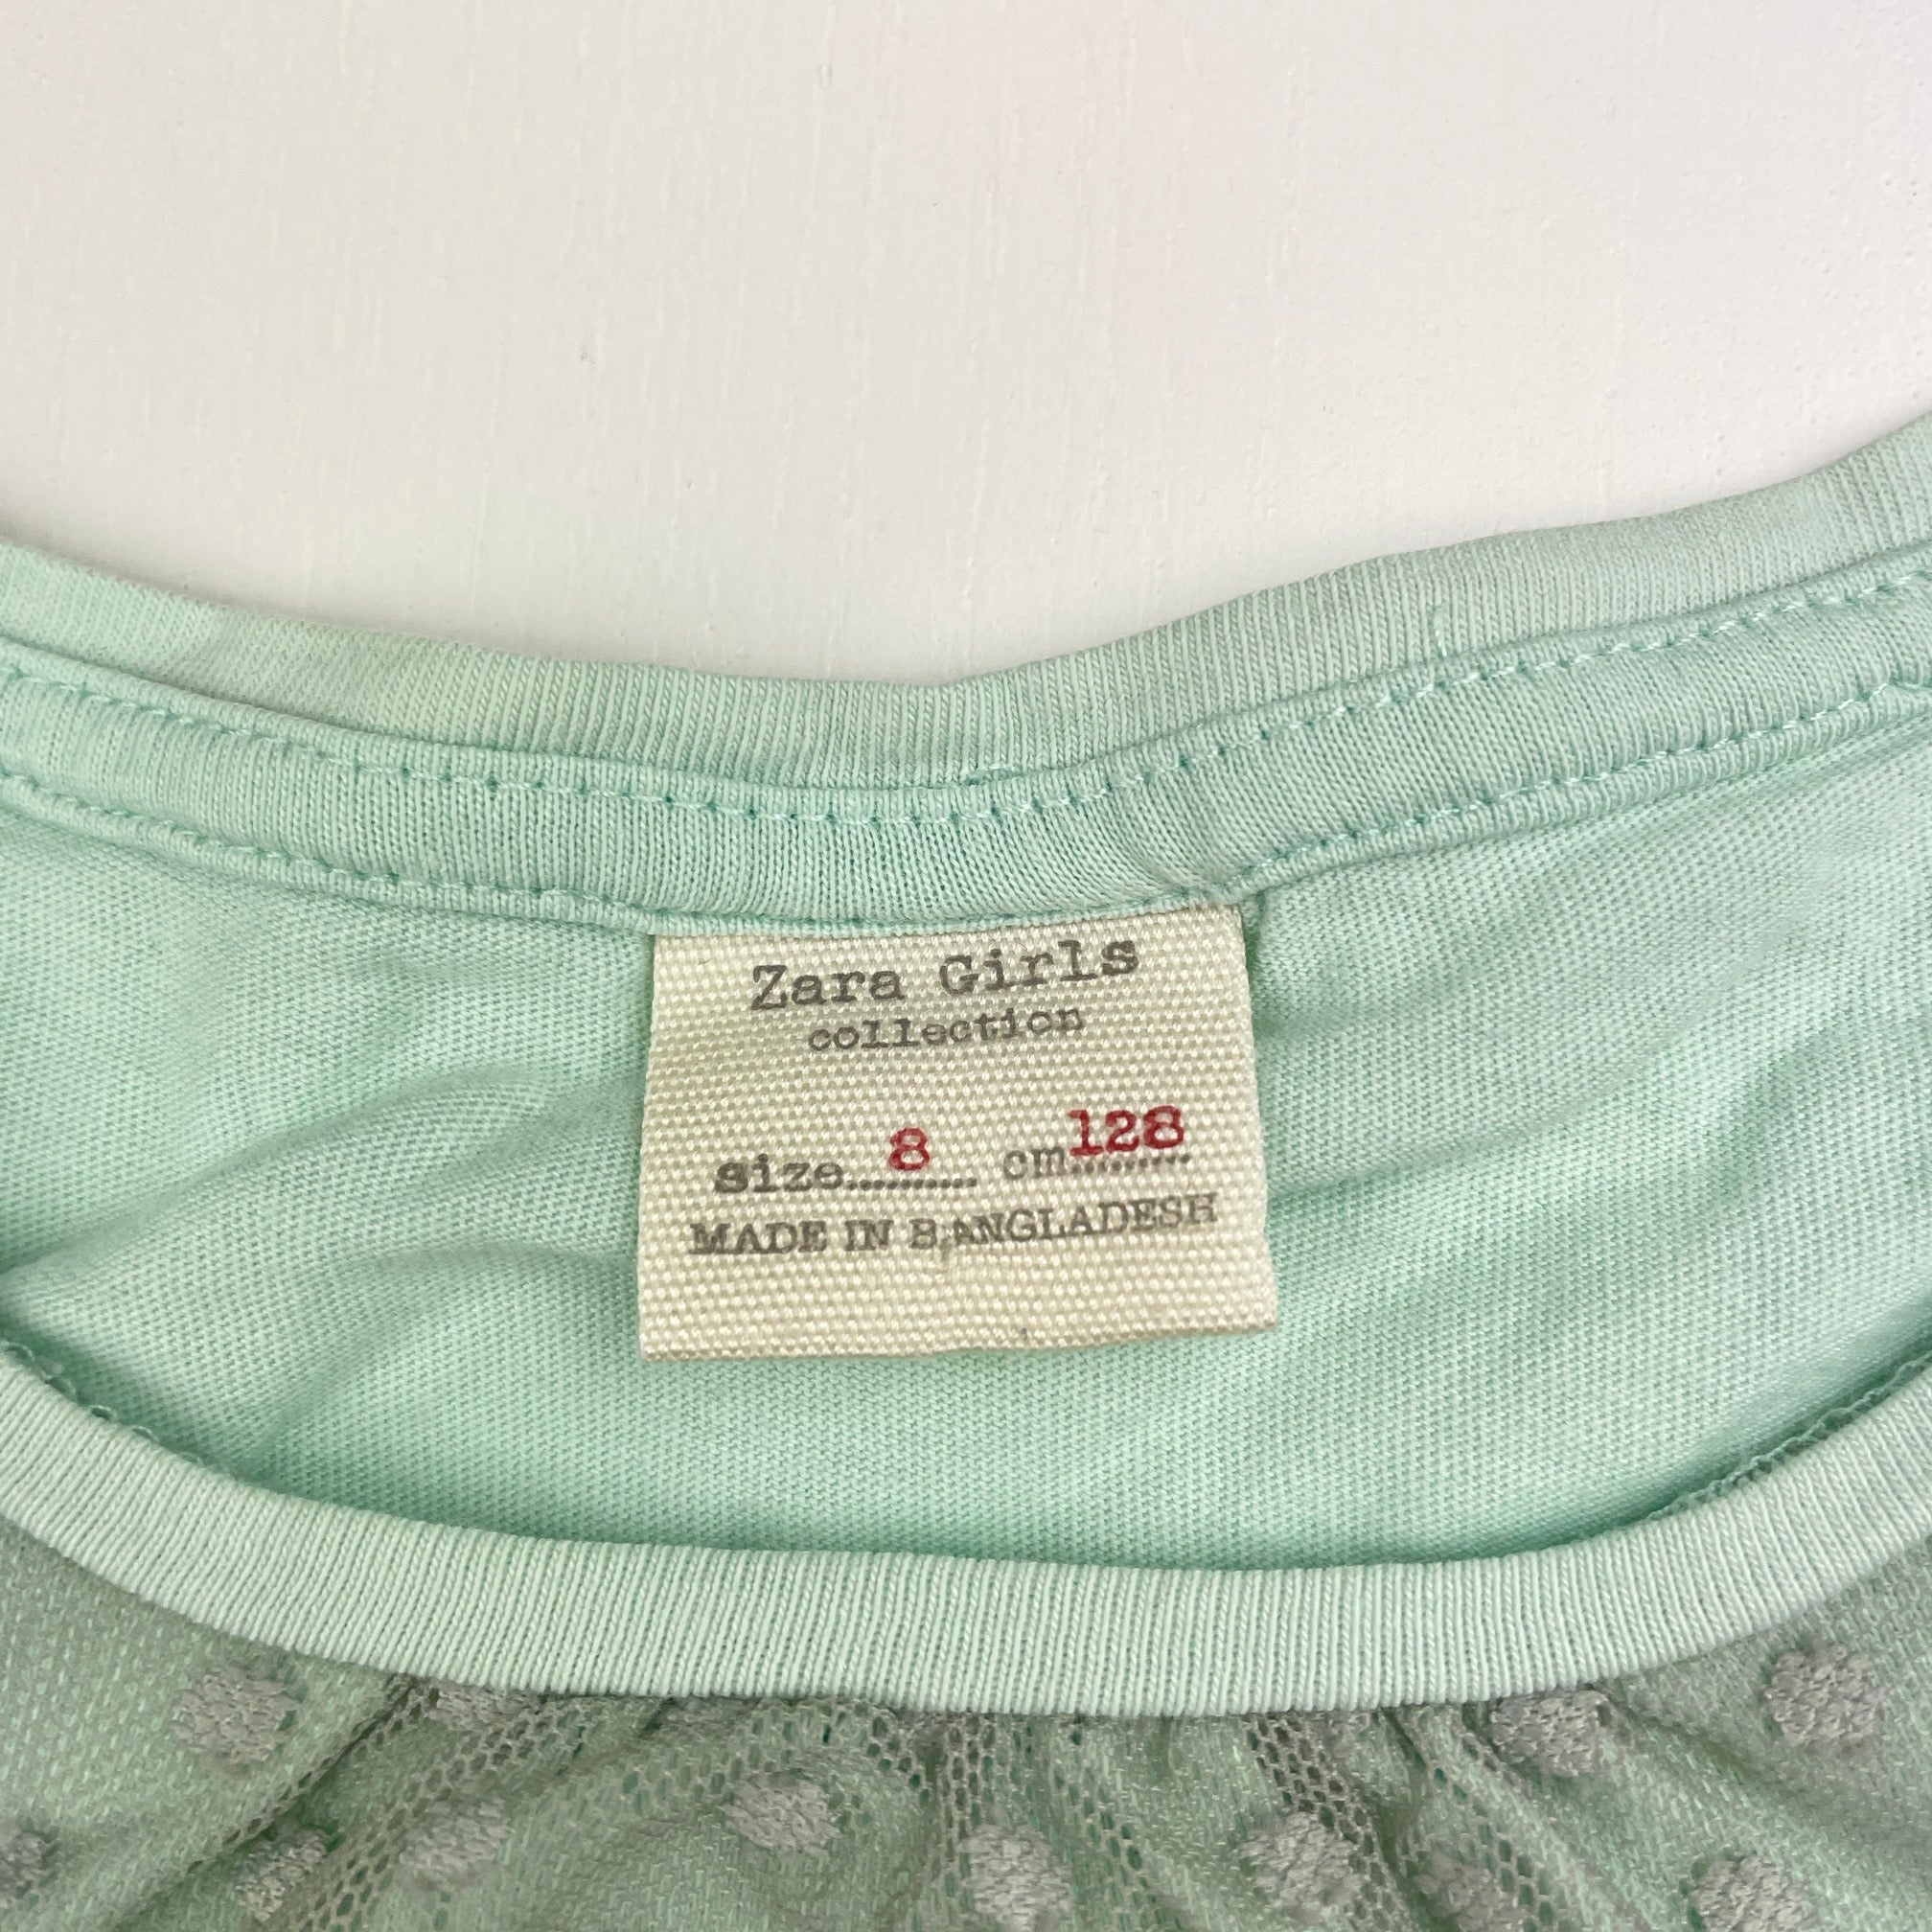 Zara Girls
collection
size.......8....... cm..128..
MADE IN BANGLADESH